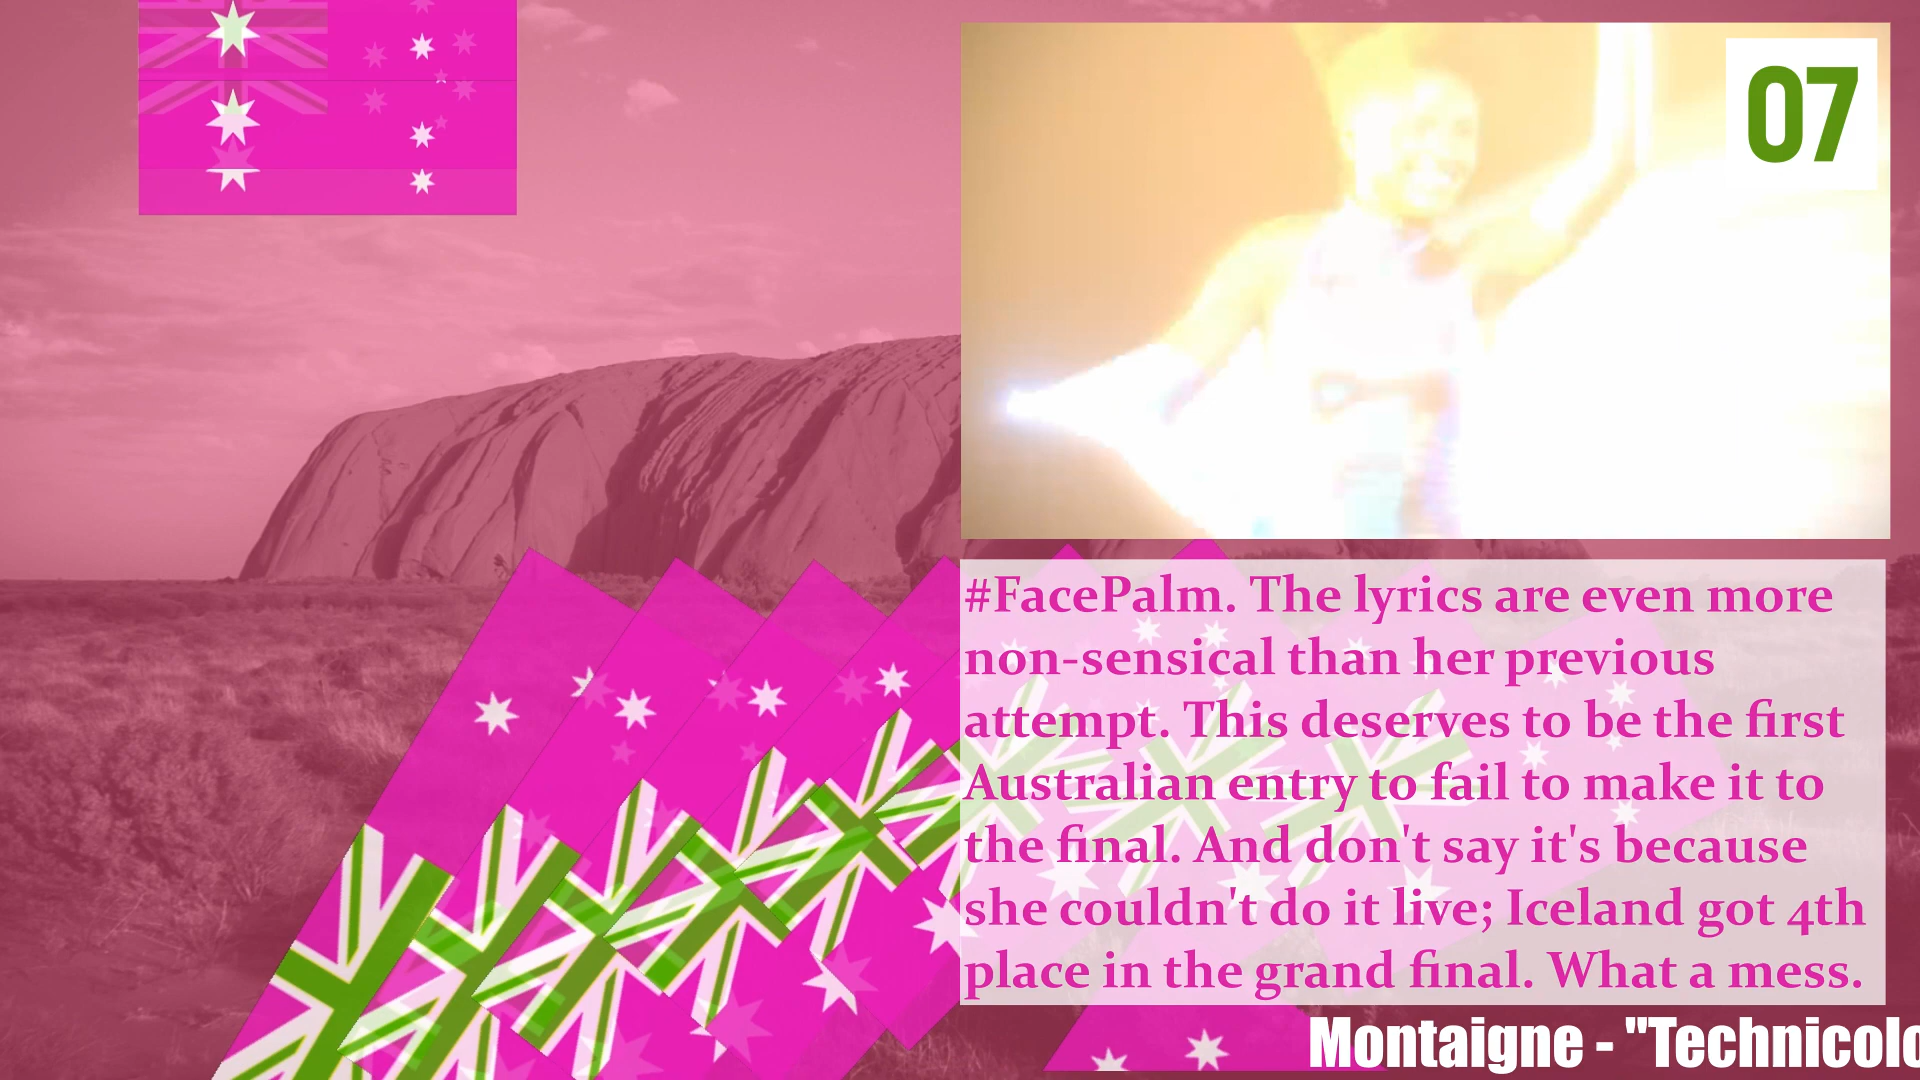 07
#FacePalm. The lyrics are even more
non-sensical than her previous
attempt. This deserves to be the first
Australian entry to fail to make it to
the final. And don't say it's because
she couldn't do it live; Iceland got 4th
place in the grand final. What a mess.
Montaigne - "Technicolo